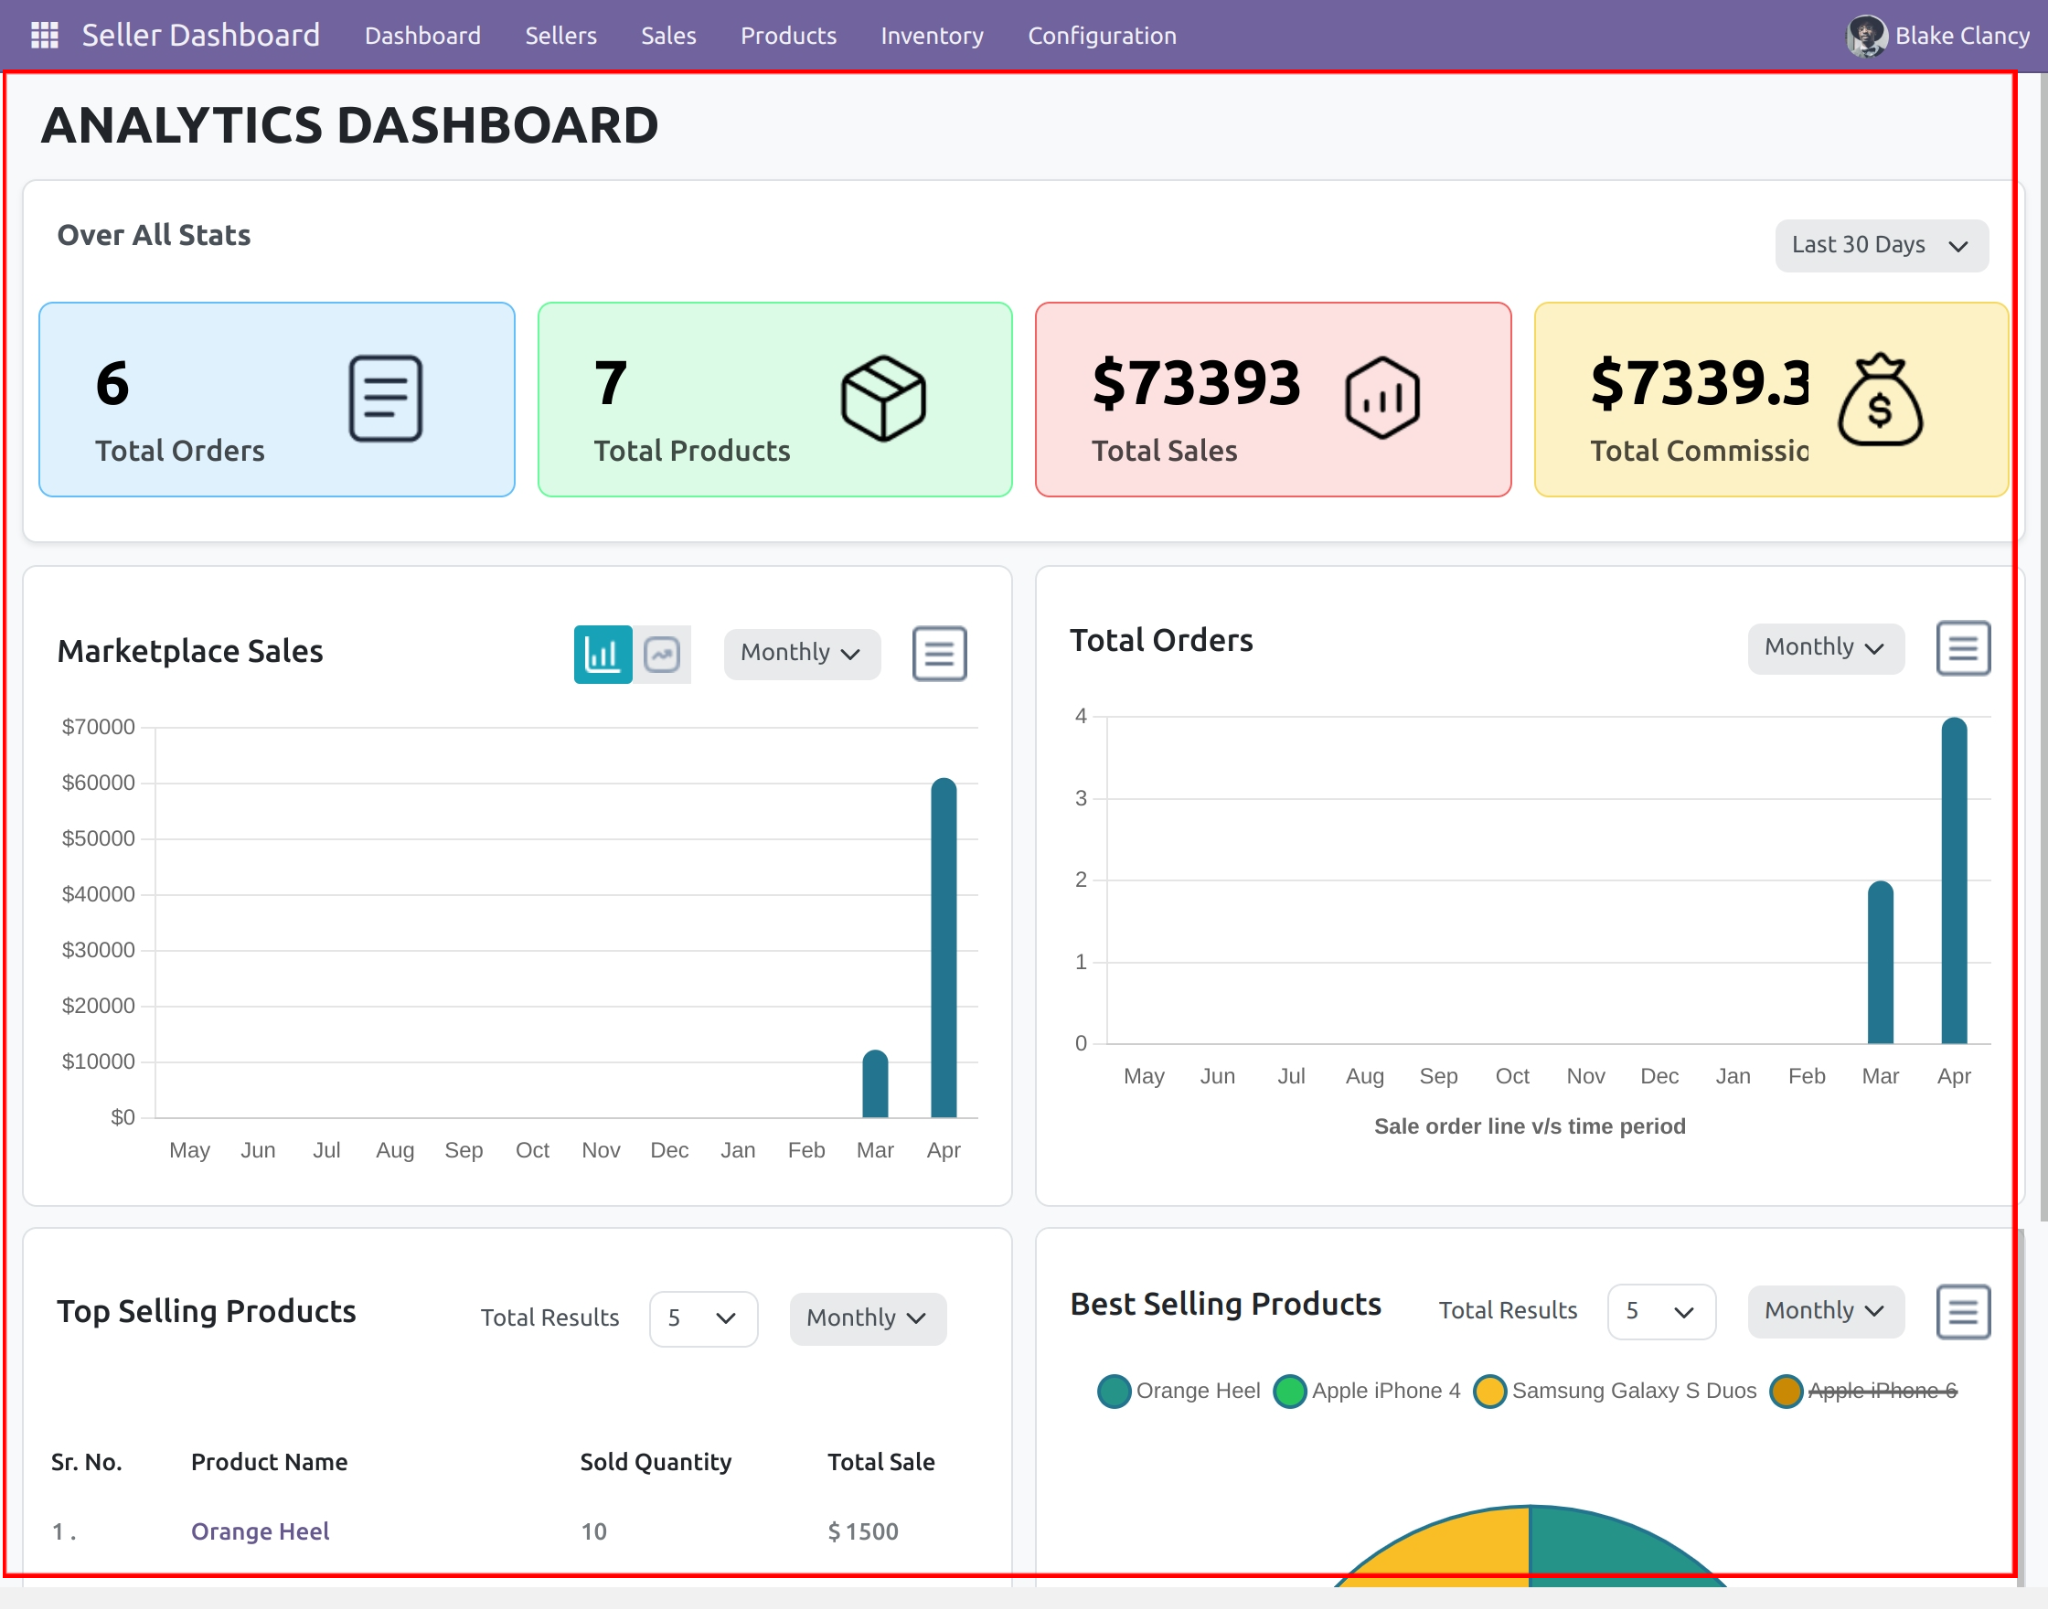 Seller Dashboard Dashboard Sellers Sales Products Inventory Configuration Blake Clancy
ANALYTICS DASHBOARD
Over All Stats
Last 30 Days
6
Total Orders
7
Total Products
$73393
Total Sales
$7339.3
Total Commissio
Marketplace Sales
Monthly
$70000
$60000
$50000
$40000
$30000
$20000
$10000
$0
May Jun Jul Aug Sep Oct Nov Dec Jan Feb Mar Apr
Total Orders
Monthly
4
3
2
1
0
May Jun Jul Aug Sep Oct Nov Dec Jan Feb Mar Apr
Sale order line v/s time period
Top Selling Products
Total Results 5 Monthly
Sr. No. Product Name Sold Quantity Total Sale
1 . Orange Heel 10 $ 1500
Best Selling Products
Total Results 5 Monthly
Orange Heel Apple iPhone 4 Samsung Galaxy S Duos Apple iPhone 6